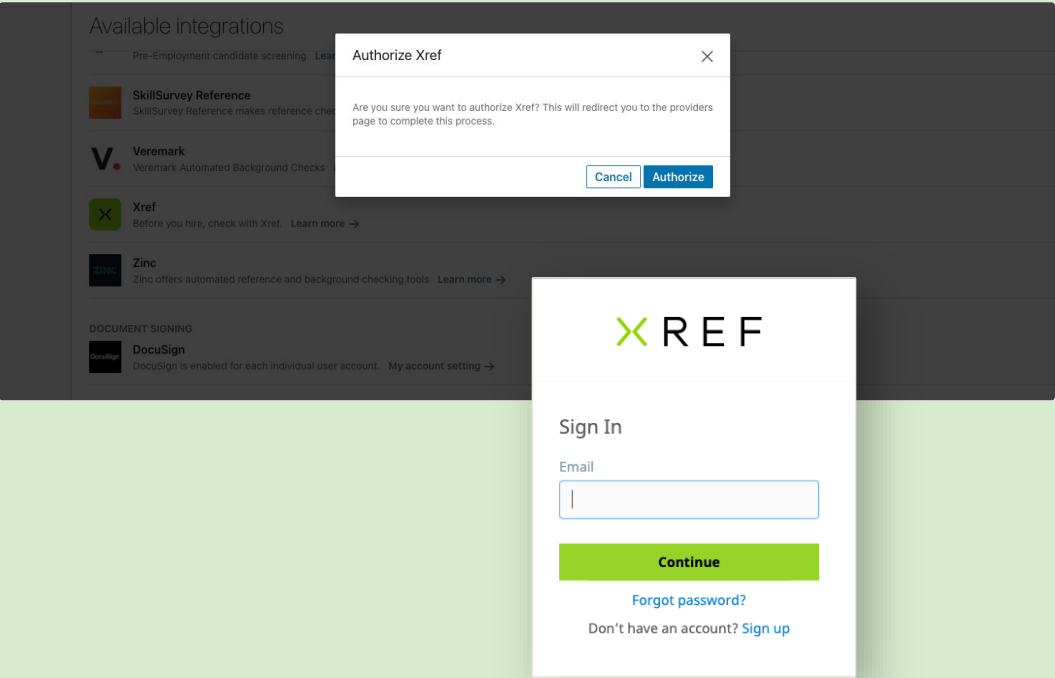 Available integrations
Pre-Employment candidate screening Lear
SkillSurvey Reference
SkillSurvey Reference makes reference chec
Veremark
Veremark Automated Background Checks
Xref
Before you hire, check with Xref. Learn more →
Zinc
ZINC
Zinc offers automated reference and background checking tools Learn more →
DOCUMENT SIGNING
DocuSign
DocuSign
DocuSign is enabled for each individual user account. My account setting →
Authorize Xref
Are you sure you want to authorize Xref? This will redirect you to the providers
page to complete this process.
Cancel Authorize
XREF
Sign In
Email
Continue
Forgot password?
Don't have an account? Sign up